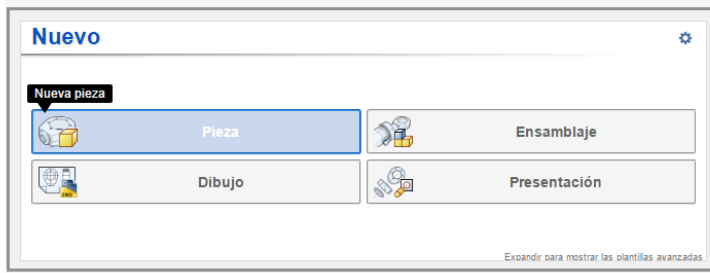 Nuevo
Nueva pieza
Pieza
Ensamblaje
Dibujo
Presentación
Expandir para mostrar las plantillas avanzadas